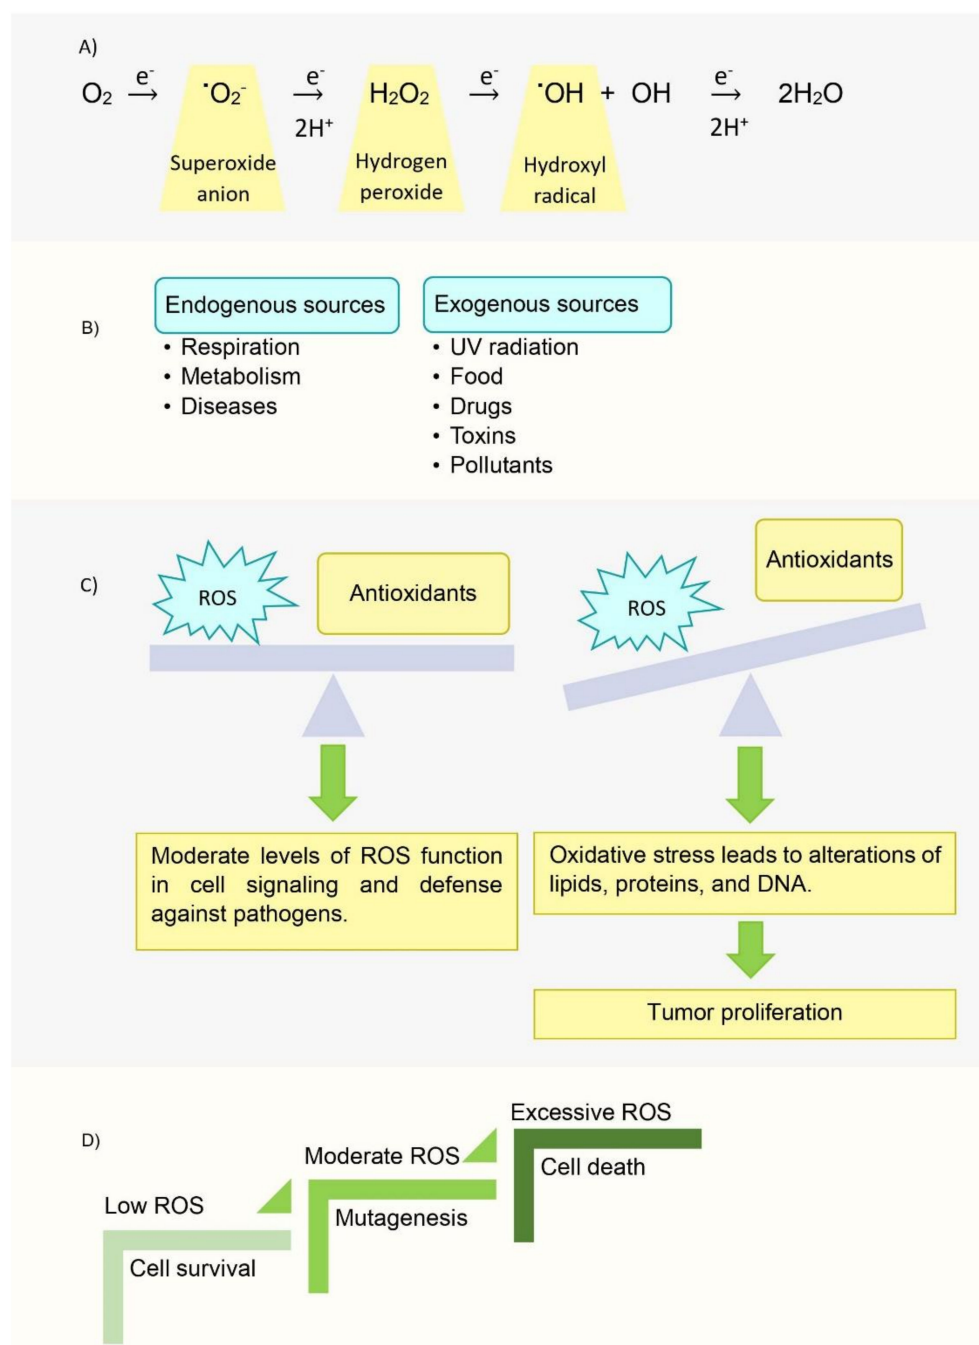 A)
O₂ e⁻ → ·O₂⁻ e⁻ → 2H⁺ H₂O₂ e⁻ → ·OH + OH e⁻ → 2H⁺ 2H₂O
Superoxide
anion
Hydrogen
peroxide
Hydroxyl
radical
B)
Endogenous sources
• Respiration
• Metabolism
• Diseases
Exogenous sources
• UV radiation
• Food
• Drugs
• Toxins
• Pollutants
C)
ROS
Antioxidants
Moderate levels of ROS function
in cell signaling and defense
against pathogens.
ROS
Antioxidants
Oxidative stress leads to alterations of
lipids, proteins, and DNA.
Tumor proliferation
D)
Low ROS
Cell survival
Moderate ROS
Mutagenesis
Excessive ROS
Cell death